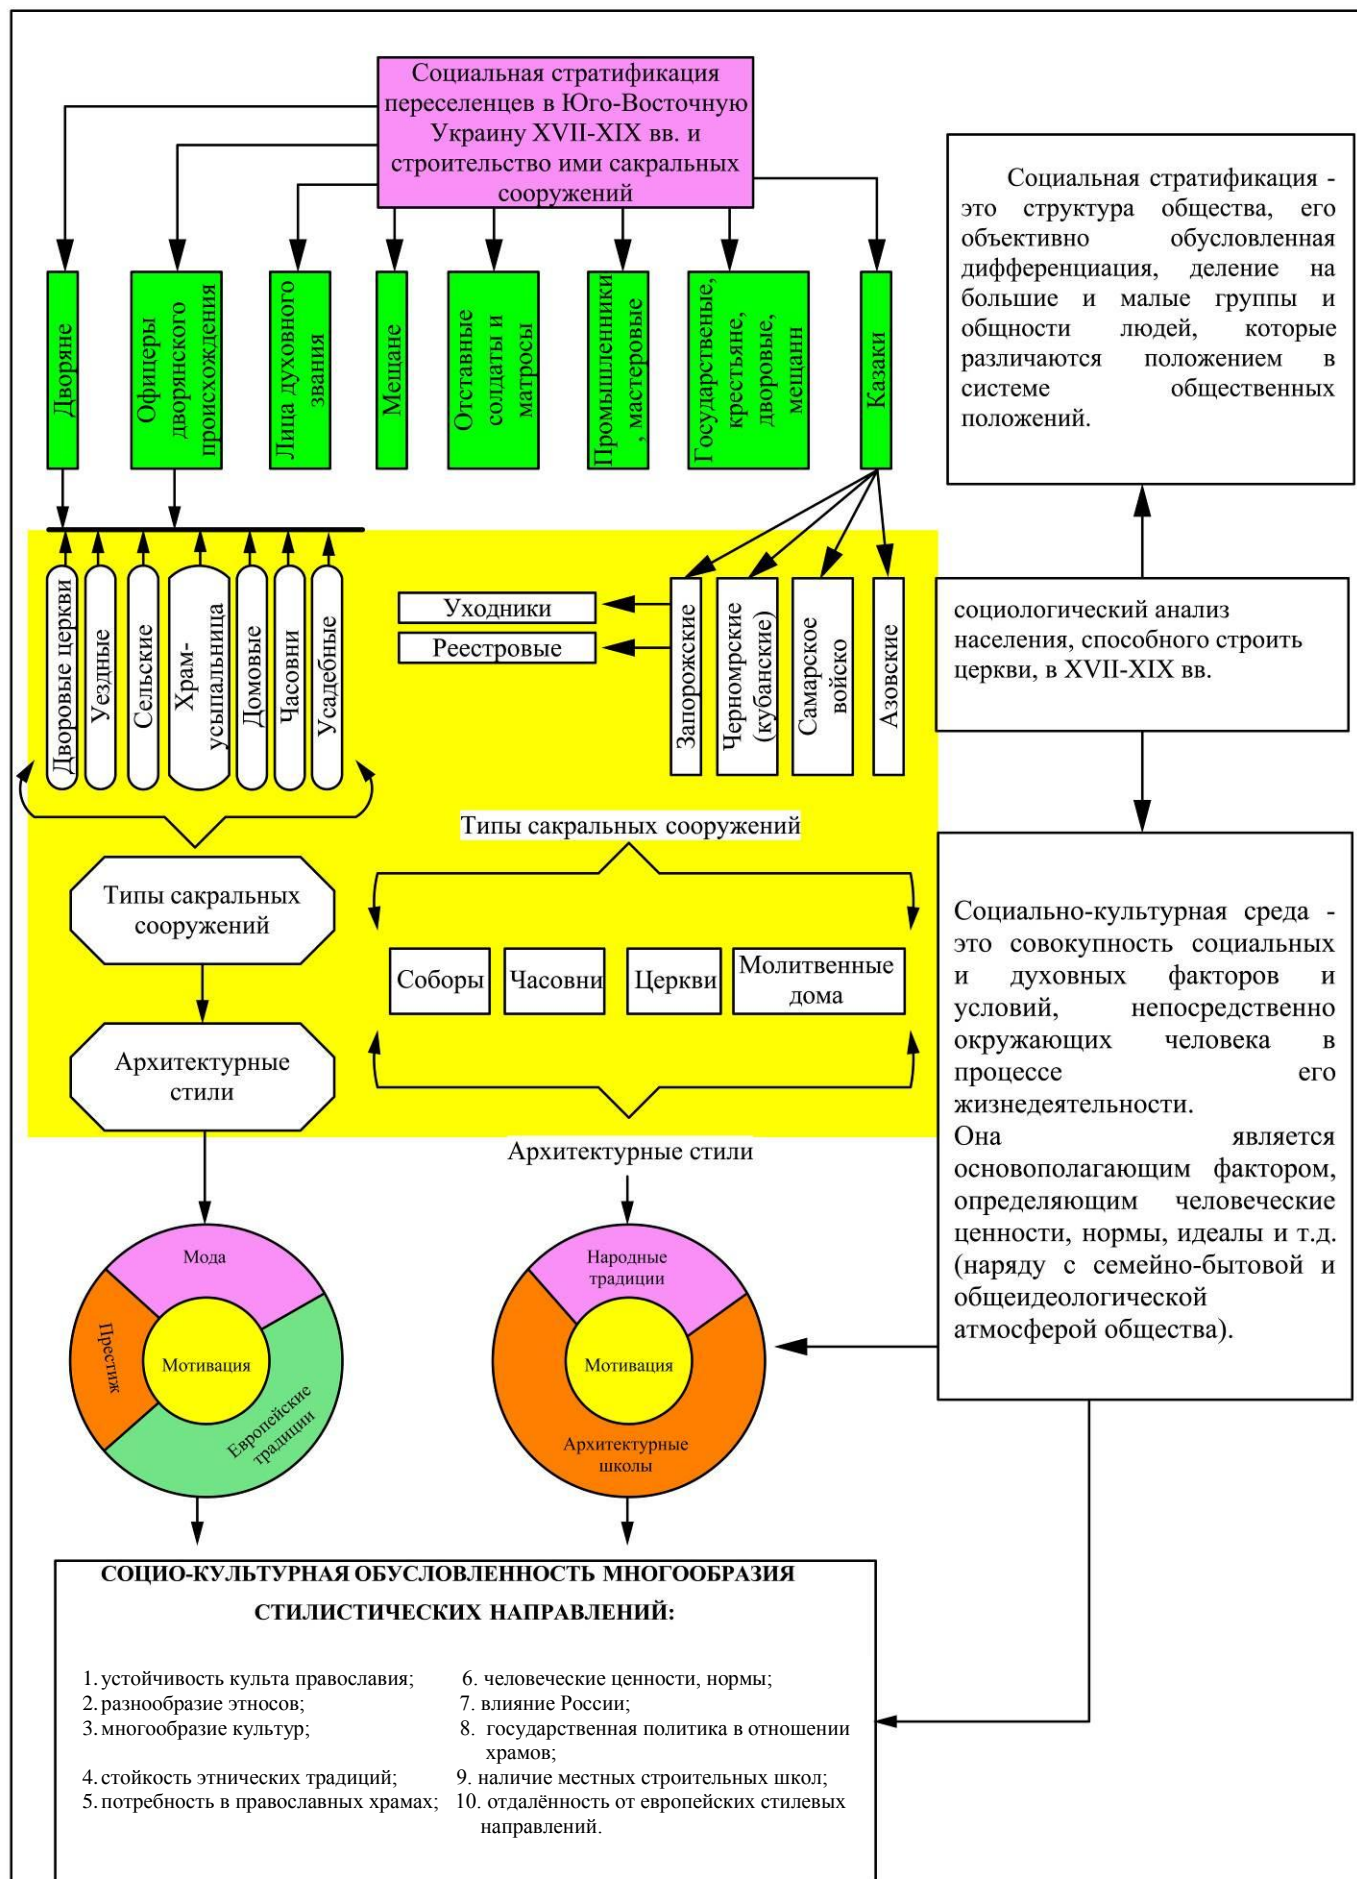 Социальная стратификация
переселенцев в Юго-Восточную
Украину XVII-XIX вв. и
строительство ими сакральных
сооружений
Социальная стратификация -
это структура общества, его
объективно обусловленная
дифференциация, деление на
большие и малые группы и
общности людей, которые
различаются положением в
системе общественных
положений.
Дворяне
Офицеры
дворянского
происхождения
Лица духовного
звания
Мещане
Отставные
солдаты и
матросы
Промышленники
, мастеровые
Государственые,
крестьяне,
дворовые,
мещанн
Казаки
Дворовые церкви
Уездные
Сельские
Храм-
усыпальница
Домовые
Часовни
Усадебные
Уходники
Реестровые
Запорожские
Черномрские
(кубанские)
Самарское
войско
Азовские
социологический анализ
населения, способного строить
церкви, в XVII-XIX вв.
Типы сакральных сооружений
Типы сакральных
сооружений
Соборы
Часовни
Церкви
Молитвенные
дома
Архитектурные
стили
Архитектурные стили
Социально-культурная среда -
это совокупность социальных
и духовных факторов и
условий, непосредственно
окружающих человека в
процессе его
жизнедеятельности.
Она является
основополагающим фактором,
определяющим человеческие
ценности, нормы, идеалы и т.д.
(наряду с семейно-бытовой и
общеидеологической
атмосферой общества).
Мода
Престиж
Мотивация
Европейские
традиции
Народные
традиции
Мотивация
Архитектурные
школы
СОЦИО-КУЛЬТУРНАЯ ОБУСЛОВЛЕННОСТЬ МНОГООБРАЗИЯ
СТИЛИСТИЧЕСКИХ НАПРАВЛЕНИЙ:
1. устойчивость культа православия;
2. разнообразие этносов;
3. многообразие культур;
4. стойкость этнических традиций;
5. потребность в православных храмах;
6. человеческие ценности, нормы;
7. влияние России;
8. государственная политика в отношении
храмов;
9. наличие местных строительных школ;
10. отдалённость от европейских стилевых
направлений.